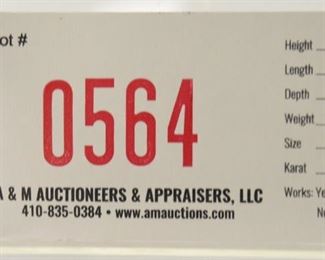 ot #
0564
A & M AUCTIONEERS & APPRAISERS, LLC
410-835-0384 • www.amauctions.com
Height
Length
Depth
Weight
Size
Karat
Works: Ye
N